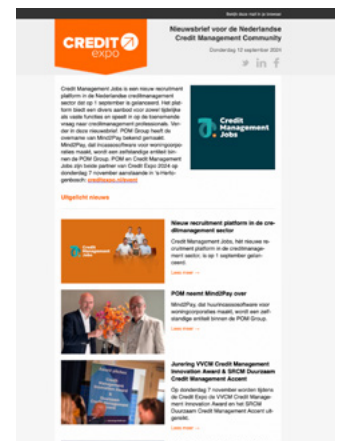 Bekijk deze mail in je browser
CREDIT
expo
Nieuwsbrief voor de Nederlandse
Credit Management Community
Donderdag 12 september 2024
Credit Management Jobs is een nieuw recruitment
platform in de Nederlandse creditmanagement
sector dat op 1 september is gelanceerd. Het plat-
form biedt een divers aanbod voor zowel tijdelijke
als vaste functies en speelt in op de toenemende
vraag naar creditmanagement professionals. Ver-
der in deze nieuwsbrief POM Group heeft de
overname van Mind2Pay bekend gemaakt.
Mind2Pay, dat incassosoftware voor woningcorpo-
raties maakt, wordt een zelfstandige entiteit bin-
nen de POM Group. POM en Credit Management
Jobs zijn beide partner van Credit Expo 2024 op
donderdag 7 november aanstaande in 's-Herto-
genbosch: creditexpo.nl/event
Credit
Management
Jobs
Uitgelicht nieuws
Credit
Management
Jobs
Nieuw recruitment platform in de cre-
ditmanagement sector
Credit Management Jobs, hét nieuwe re-
cruitment platform in de creditmanage-
ment sector, is op 1 september gelan-
ceerd.
Lees meer →
POM neemt Mind2Pay over
Mind2Pay, dat huurincassosoftware voor
woningcorporaties maakt, wordt een zelf-
standige entiteit binnen de POM Group.
Lees meer →
Jurering VVCM Credit Management
Innovation Award & SRCM Duurzaam
Credit Management Accent
Op donderdag 7 november worden tijdens
de Credit Expo de VVCM Credit Manage-
ment Innovation Award en het SRCM
Duurzaam Credit Management Accent uit-
gereikt.
Lees meer →